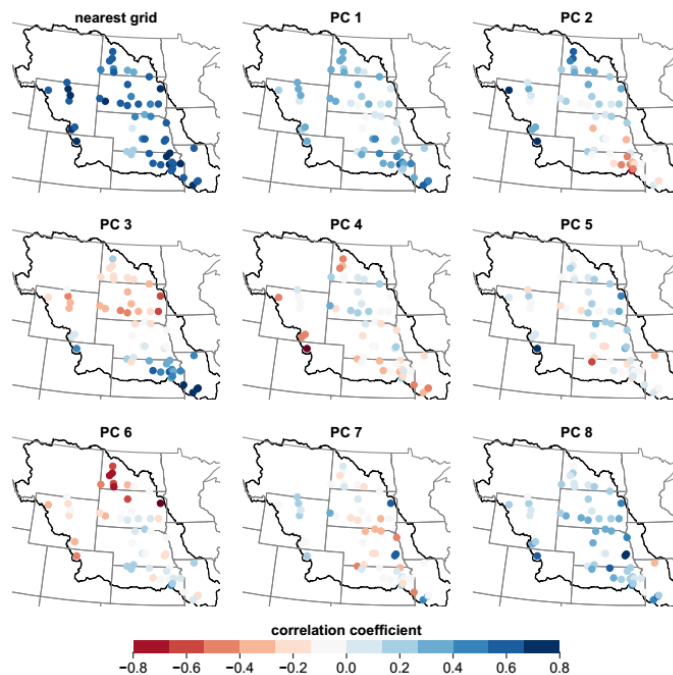 nearest grid PC 1 PC 2
PC 3 PC 4 PC 5
PC 6 PC 7 PC 8
correlation coefficient
−0.8 −0.6 −0.4 −0.2 0.0 0.2 0.4 0.6 0.8